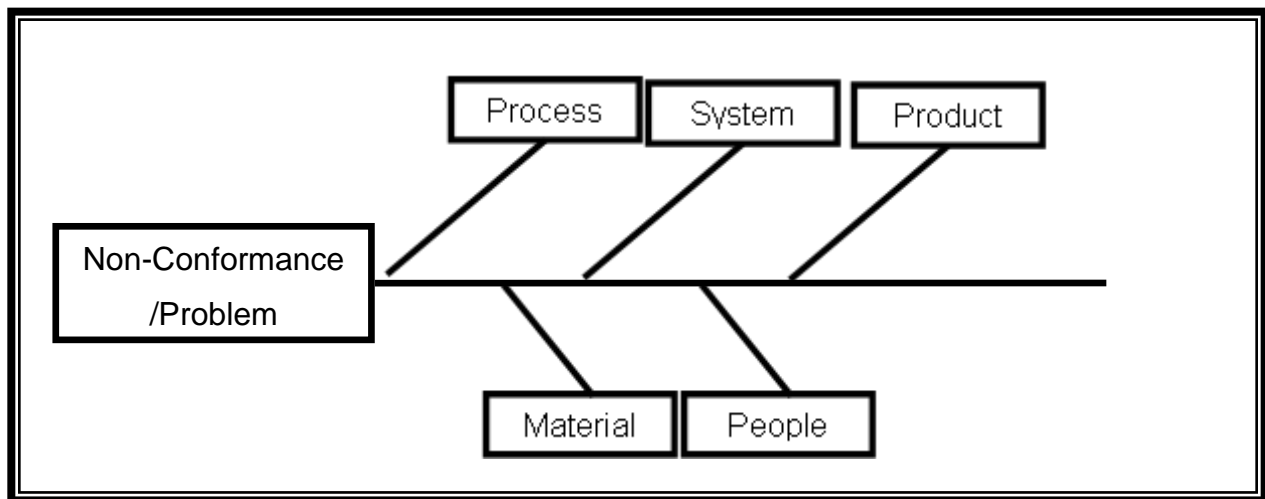 Process
System
Product
Non-Conformance
/Problem
Material
People